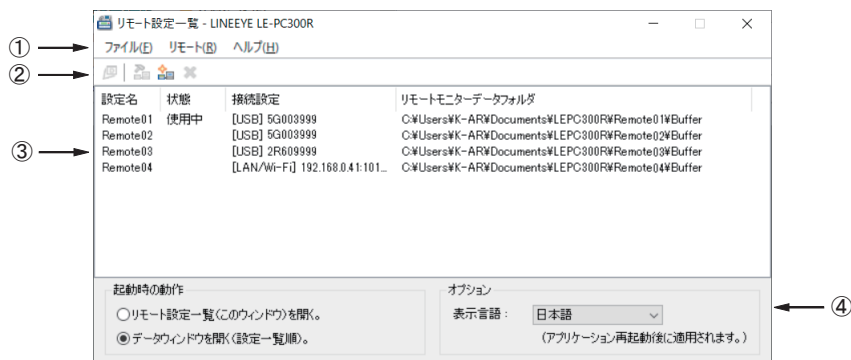 リモート設定一覧 - LINEEYE LE-PC300R
① ファイル(F) リモート(R) ヘルプ(H)
②
設定名 状態 接続設定 リモートモニターデータフォルダ
Remote01 使用中 [USB] 5G003999 C:¥Users¥K-AR¥Documents¥LEPC300R¥Remote01¥Buffer
Remote02 [USB] 5G003999 C:¥Users¥K-AR¥Documents¥LEPC300R¥Remote02¥Buffer
③ Remote03 [USB] 2R609999 C:¥Users¥K-AR¥Documents¥LEPC300R¥Remote03¥Buffer
Remote04 [LAN/Wi-Fi] 192.168.0.41:101... C:¥Users¥K-AR¥Documents¥LEPC300R¥Remote04¥Buffer
起動時の動作
リモート設定一覧(このウィンドウ)を開く。
データウィンドウを開く(設定一覧順)。
オプション
表示言語： 日本語
(アプリケーション再起動後に適用されます。)
④